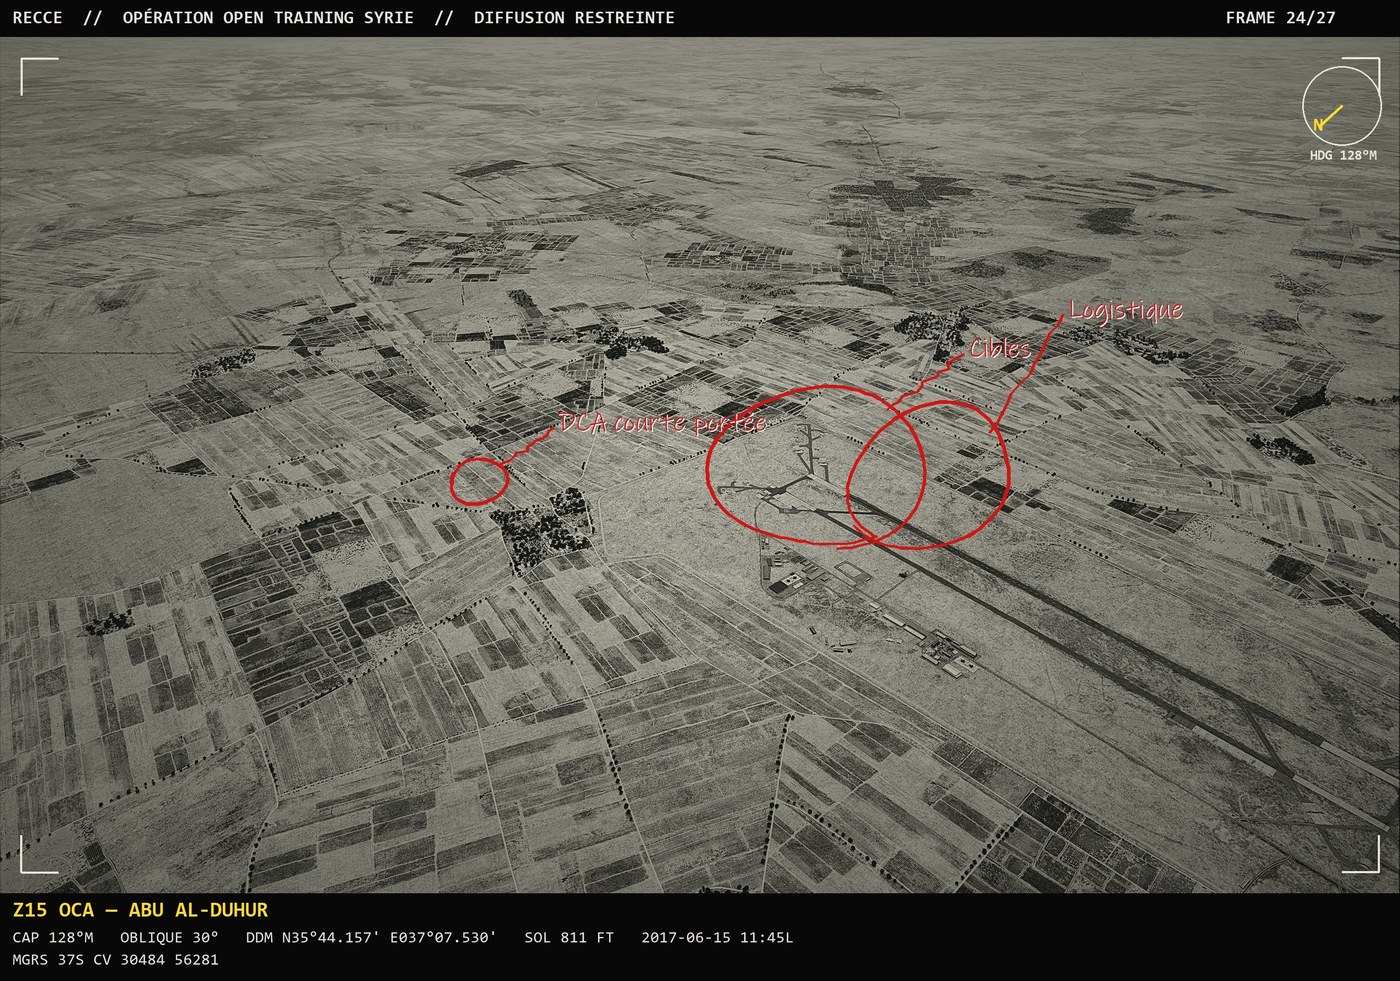 RECCE // OPÉRATION OPEN TRAINING SYRIE // DIFFUSION RESTREINTE
FRAME 24/27
N
HDG 128°M
Logistique
Cibles
DCA courte portée
Z15 OCA — ABU AL-DUHUR
CAP 128°M OBLIQUE 30° DDM N35°44.157' E037°07.530' SOL 811 FT 2017-06-15 11:45L
MGRS 37S CV 30484 56281